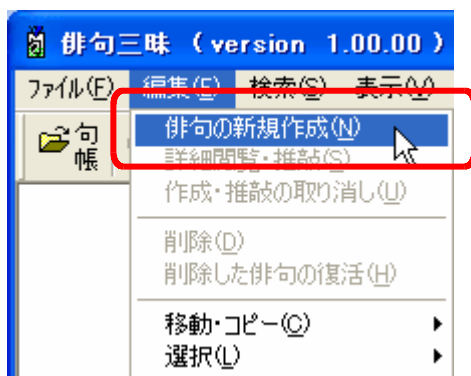 俳句三昧 (version 1.00.00)
ファイル(F) 編集(E) 検索(S) 表示(V)
句帳
俳句の新規作成(N)
詳細閲覧・推敲(S)
作成・推敲の取り消し(U)
削除(D)
削除した俳句の復活(H)
移動・コピー(C)
選択(L)